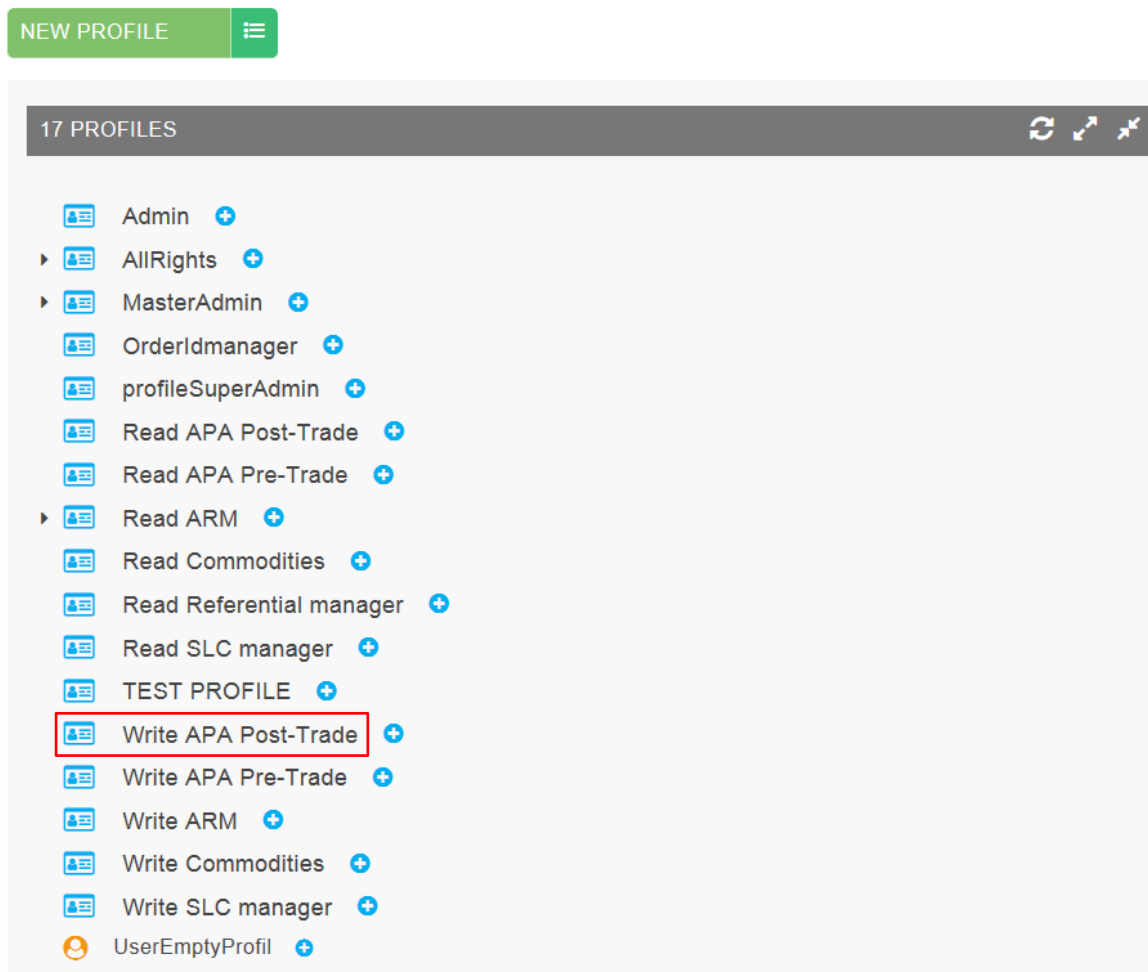 NEW PROFILE
17 PROFILES
Admin
AllRights
MasterAdmin
OrderIdmanager
profileSuperAdmin
Read APA Post-Trade
Read APA Pre-Trade
Read ARM
Read Commodities
Read Referential manager
Read SLC manager
TEST PROFILE
Write APA Post-Trade
Write APA Pre-Trade
Write ARM
Write Commodities
Write SLC manager
UserEmptyProfil